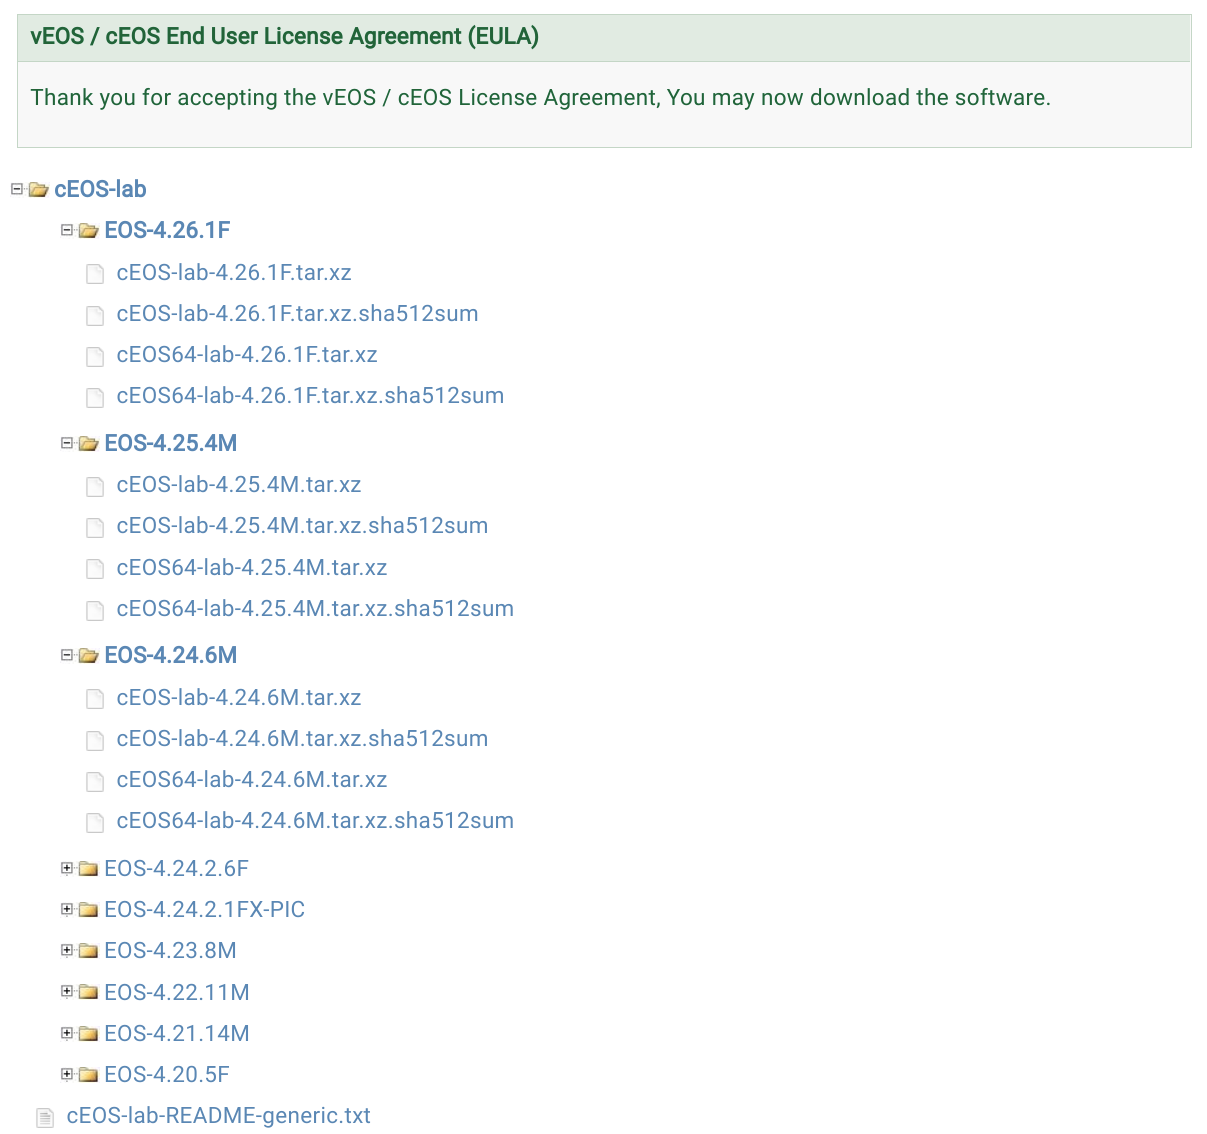 vEOS / cEOS End User License Agreement (EULA)
Thank you for accepting the vEOS / cEOS License Agreement, You may now download the software.
cEOS-lab
EOS-4.26.1F
cEOS-lab-4.26.1F.tar.xz
cEOS-lab-4.26.1F.tar.xz.sha512sum
cEOS64-lab-4.26.1F.tar.xz
cEOS64-lab-4.26.1F.tar.xz.sha512sum
EOS-4.25.4M
cEOS-lab-4.25.4M.tar.xz
cEOS-lab-4.25.4M.tar.xz.sha512sum
cEOS64-lab-4.25.4M.tar.xz
cEOS64-lab-4.25.4M.tar.xz.sha512sum
EOS-4.24.6M
cEOS-lab-4.24.6M.tar.xz
cEOS-lab-4.24.6M.tar.xz.sha512sum
cEOS64-lab-4.24.6M.tar.xz
cEOS64-lab-4.24.6M.tar.xz.sha512sum
EOS-4.24.2.6F
EOS-4.24.2.1FX-PIC
EOS-4.23.8M
EOS-4.22.11M
EOS-4.21.14M
EOS-4.20.5F
cEOS-lab-README-generic.txt